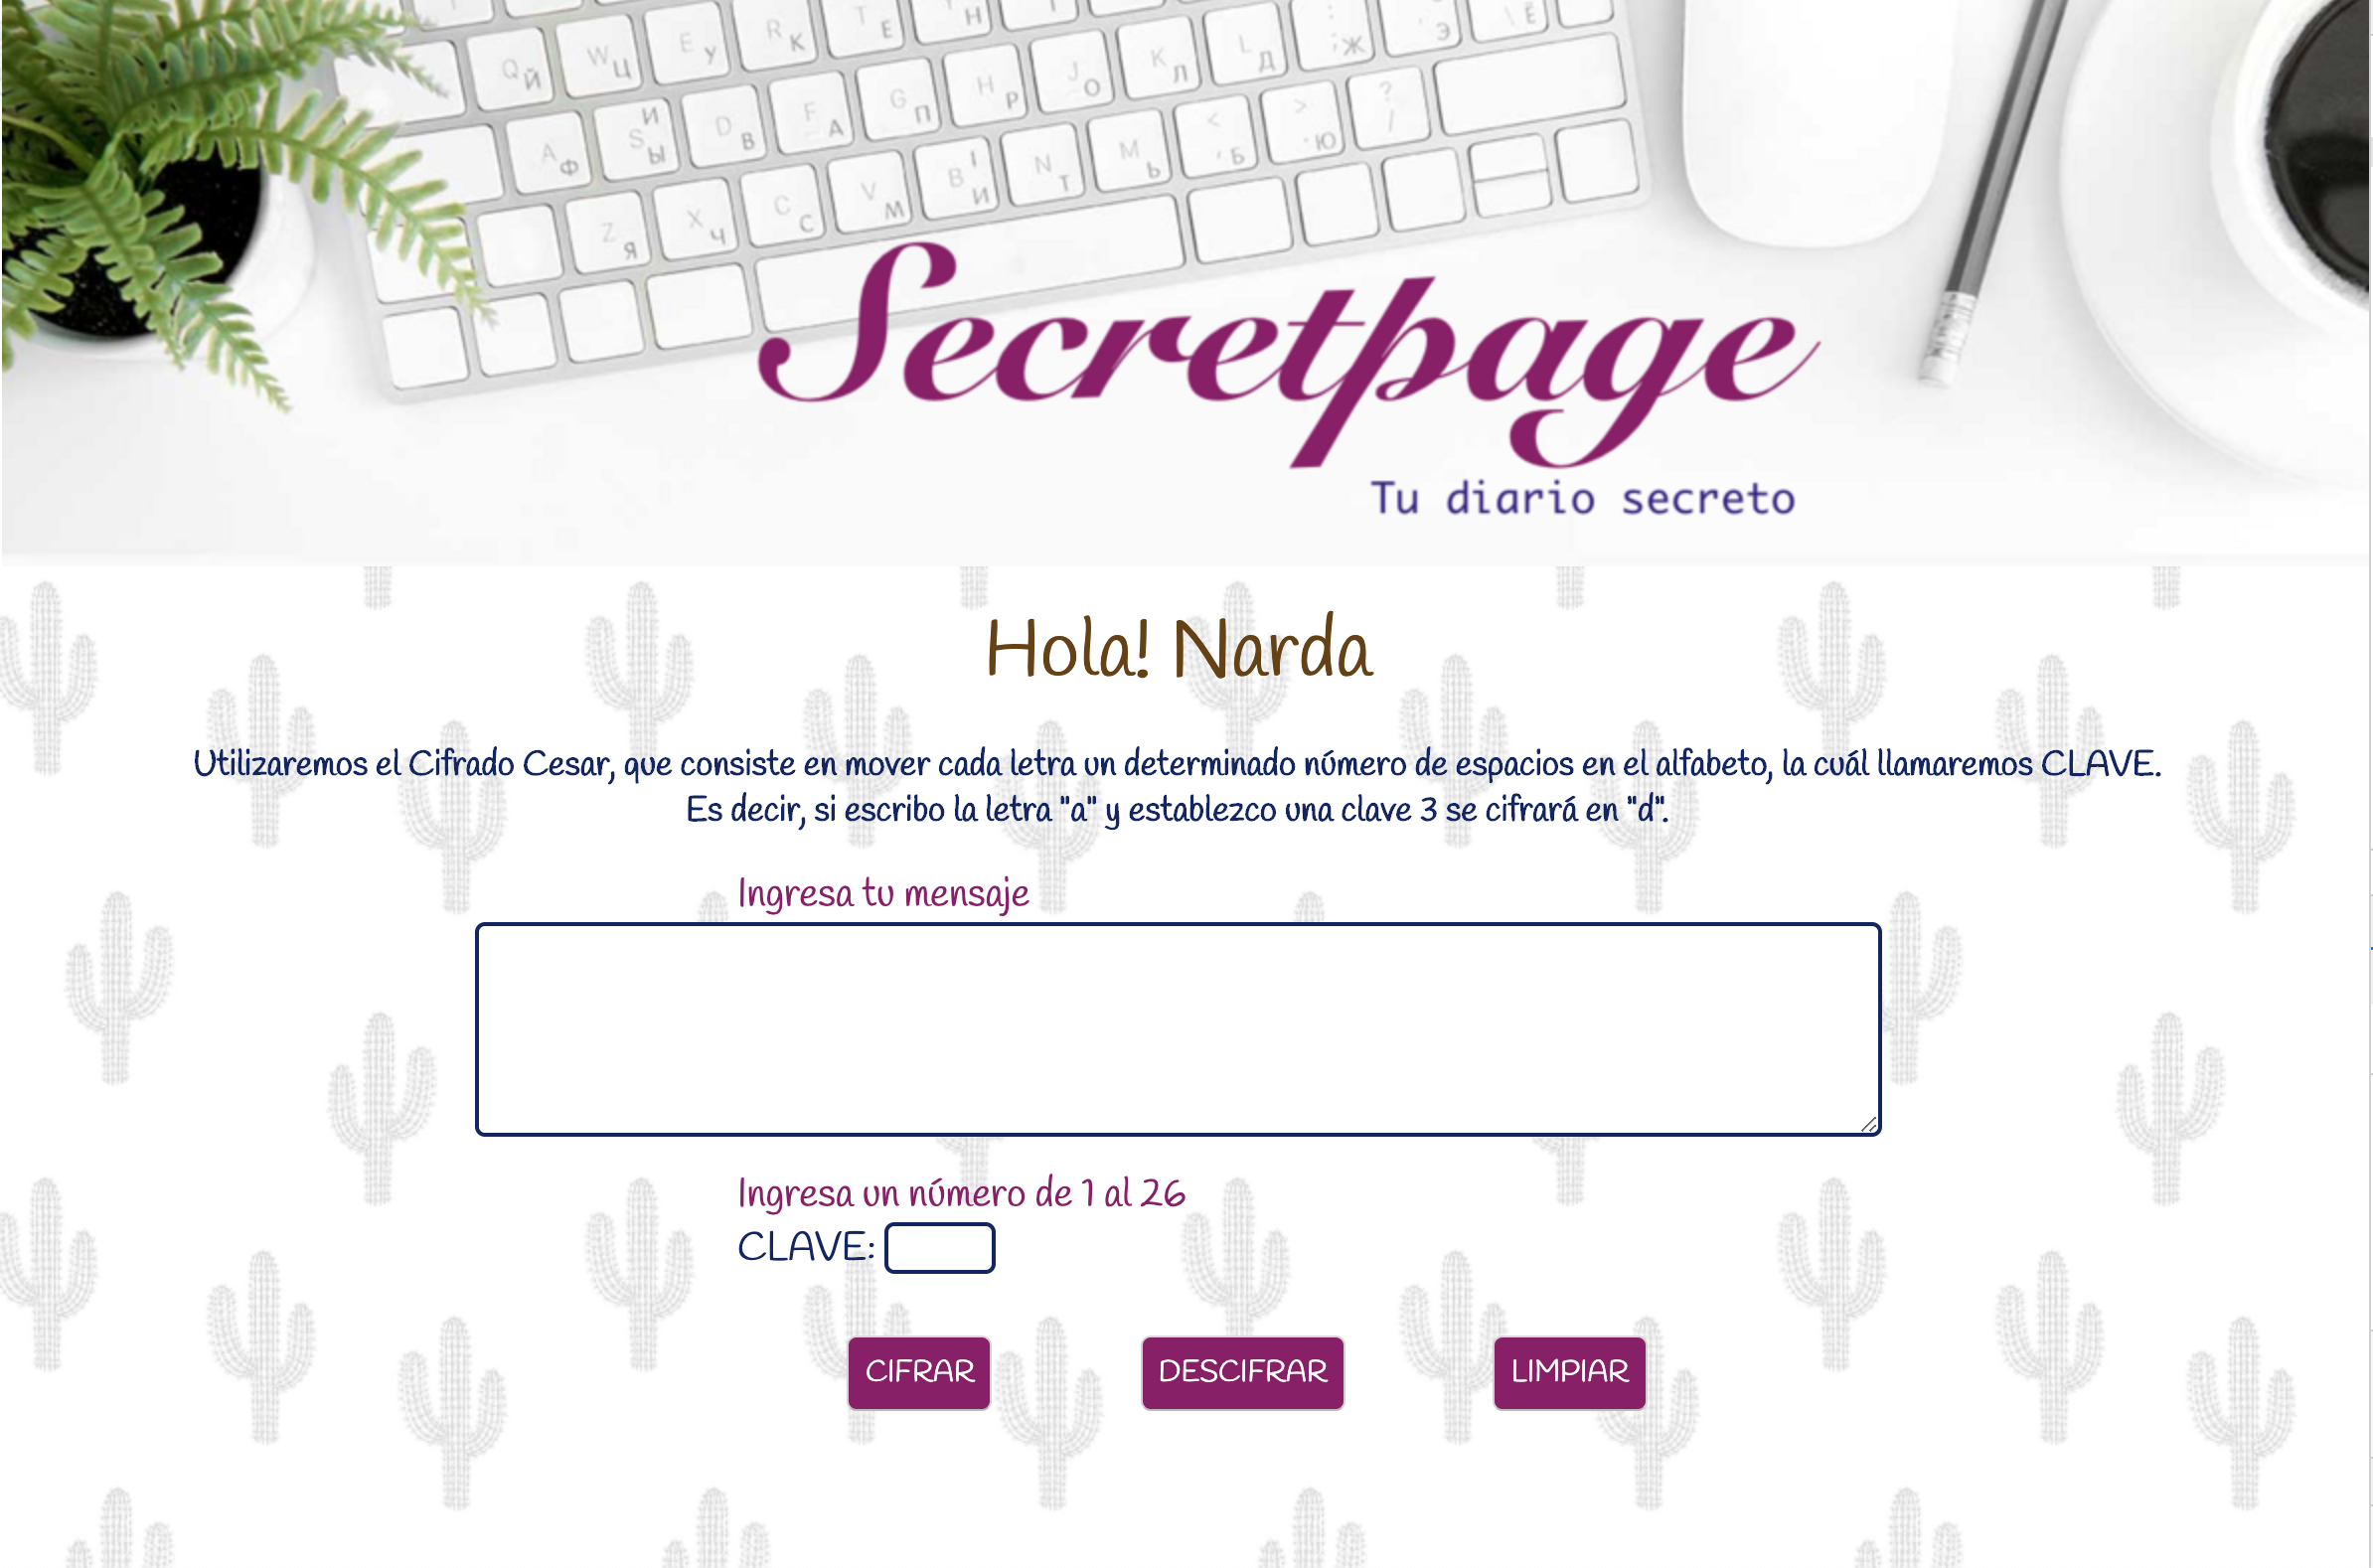 Q Й W Ц E У R К T Е Н
A Ф S И Ы D В F А G П H Р J О K Л L Д : ; Ж Э \ Ё
Z Я X Ч C С V М B І И N Т M Ь < , Б > . Ю ? /
Secretpage
Tu diario secreto
Hola! Narda
Utilizaremos el Cifrado Cesar, que consiste en mover cada letra un determinado número de espacios en el alfabeto, la cuál llamaremos CLAVE.
Es decir, si escribo la letra "a" y establezco una clave 3 se cifrará en "d".
Ingresa tu mensaje
Ingresa un número de 1 al 26
CLAVE:
CIFRAR DESCIFRAR LIMPIAR